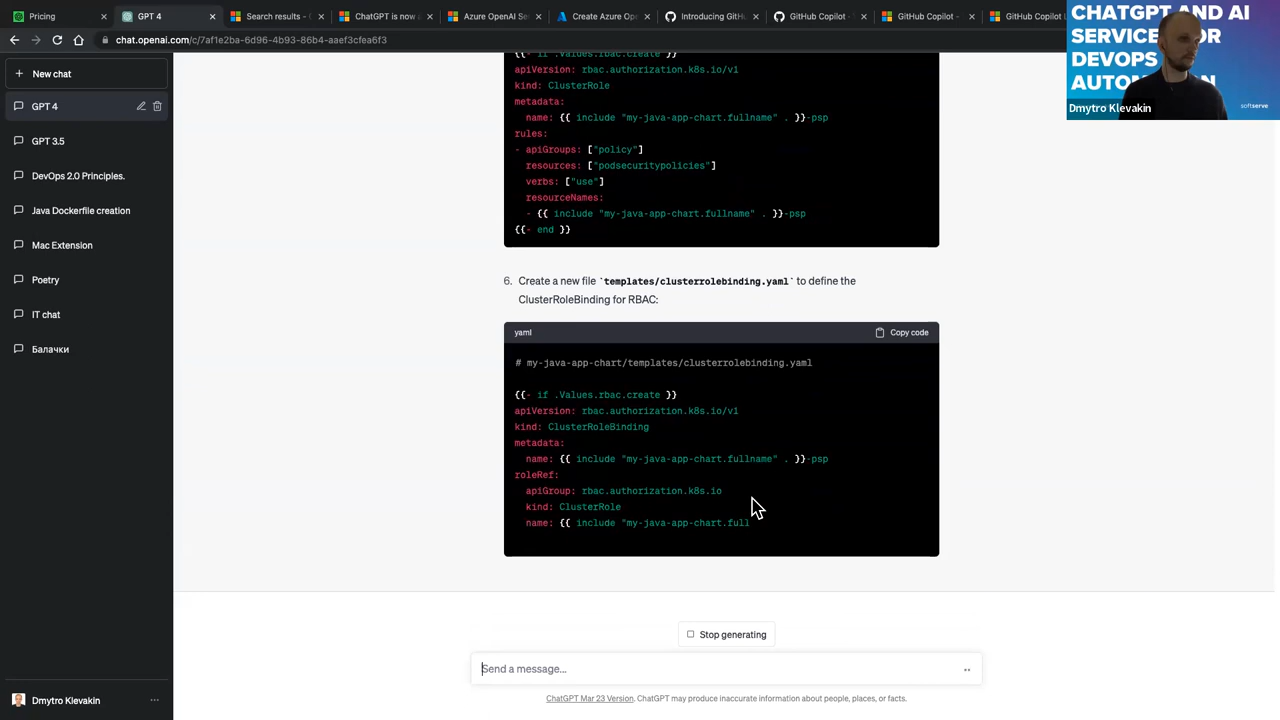 Pricing
GPT 4
Search results -
ChatGPT is now
Azure OpenAI Se
Create Azure Op
Introducing GitH
GitHub Copilot ·
GitHub Copilot -
GitHub Copilot
chat.openai.com/c/7af1e2ba-6d96-4b93-86b4-aaef3cfea6f3
CHATGPT AND AI
DEVOPS
Dmytro Klevakin
softserve
New chat
GPT 4
GPT 3.5
DevOps 2.0 Principles.
Java Dockerfile creation
Mac Extension
Poetry
IT chat
Балачки
Dmytro Klevakin
{{- if .Values.rbac.create }}
apiVersion: rbac.authorization.k8s.io/v1
kind: ClusterRole
metadata:
name: {{ include "my-java-app-chart.fullname" . }}-psp
rules:
- apiGroups: ["policy"]
resources: ["podsecuritypolicies"]
verbs: ["use"]
resourceNames:
- {{ include "my-java-app-chart.fullname" . }}-psp
{{- end }}
6. Create a new file `templates/clusterrolebinding.yaml` to define the
ClusterRoleBinding for RBAC:
yaml
Copy code
# my-java-app-chart/templates/clusterrolebinding.yaml
{{- if .Values.rbac.create }}
apiVersion: rbac.authorization.k8s.io/v1
kind: ClusterRoleBinding
metadata:
name: {{ include "my-java-app-chart.fullname" . }}-psp
roleRef:
apiGroup: rbac.authorization.k8s.io
kind: ClusterRole
name: {{ include "my-java-app-chart.full
Stop generating
Send a message...
ChatGPT Mar 23 Version. ChatGPT may produce inaccurate information about people, places, or facts.